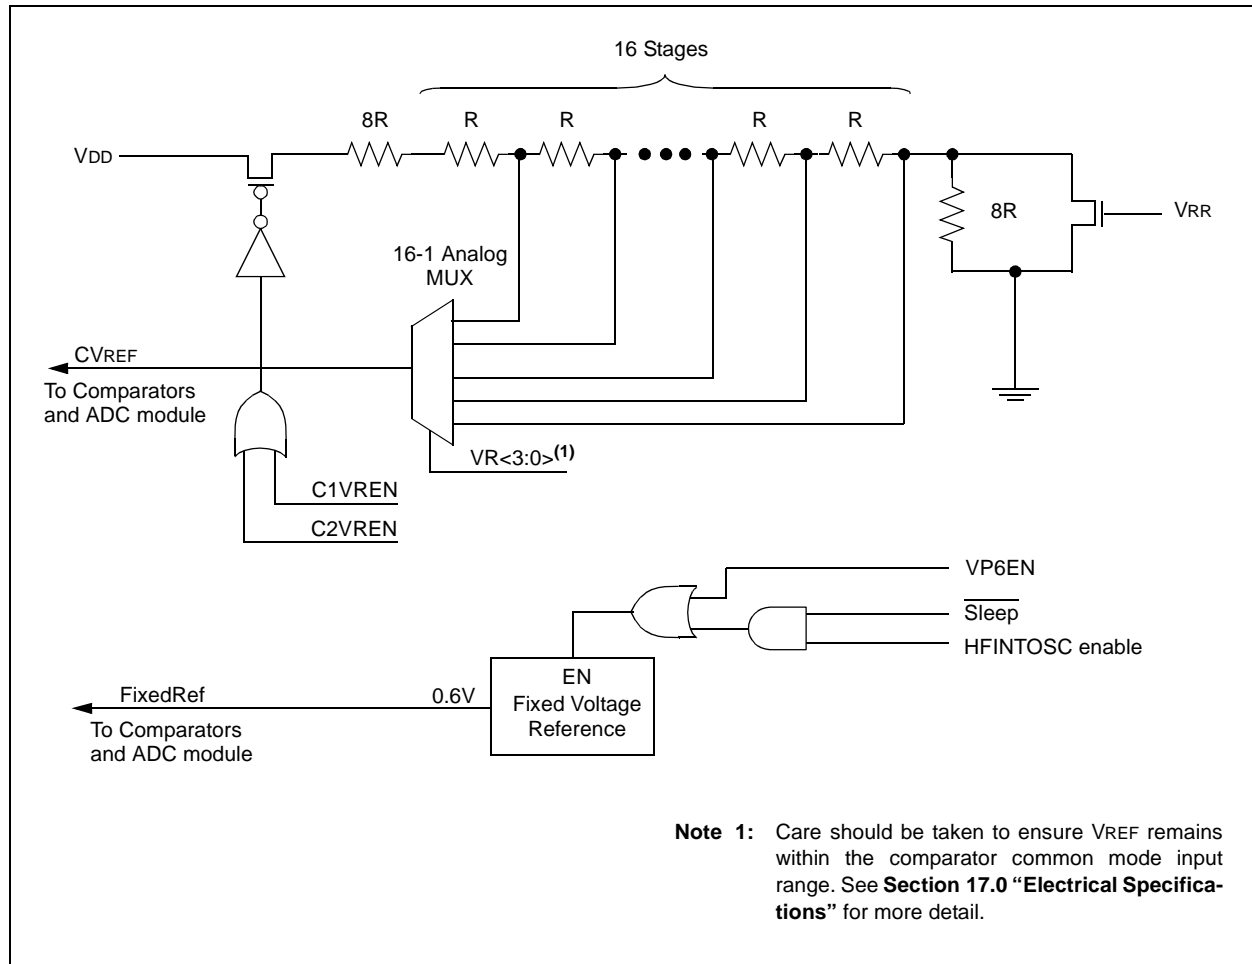 16 Stages
8R
R
R
R
R
VDD
8R
VRR
16-1 Analog
MUX
CVREF
To Comparators
and ADC module
VR<3:0>(1)
C1VREN
C2VREN
VP6EN
Sleep
HFINTOSC enable
EN
FixedRef
0.6V
Fixed Voltage
Reference
To Comparators
and ADC module
Note 1: Care should be taken to ensure VREF remains
within the comparator common mode input
range. See Section 17.0 “Electrical Specifica-
tions” for more detail.